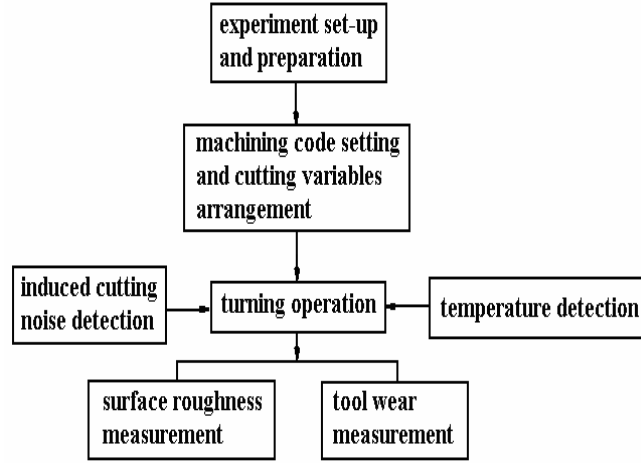 experiment set-up
and preparation
machining code setting
and cutting variables
arrangement
induced cutting
noise detection
turning operation
temperature detection
surface roughness
measurement
tool wear
measurement